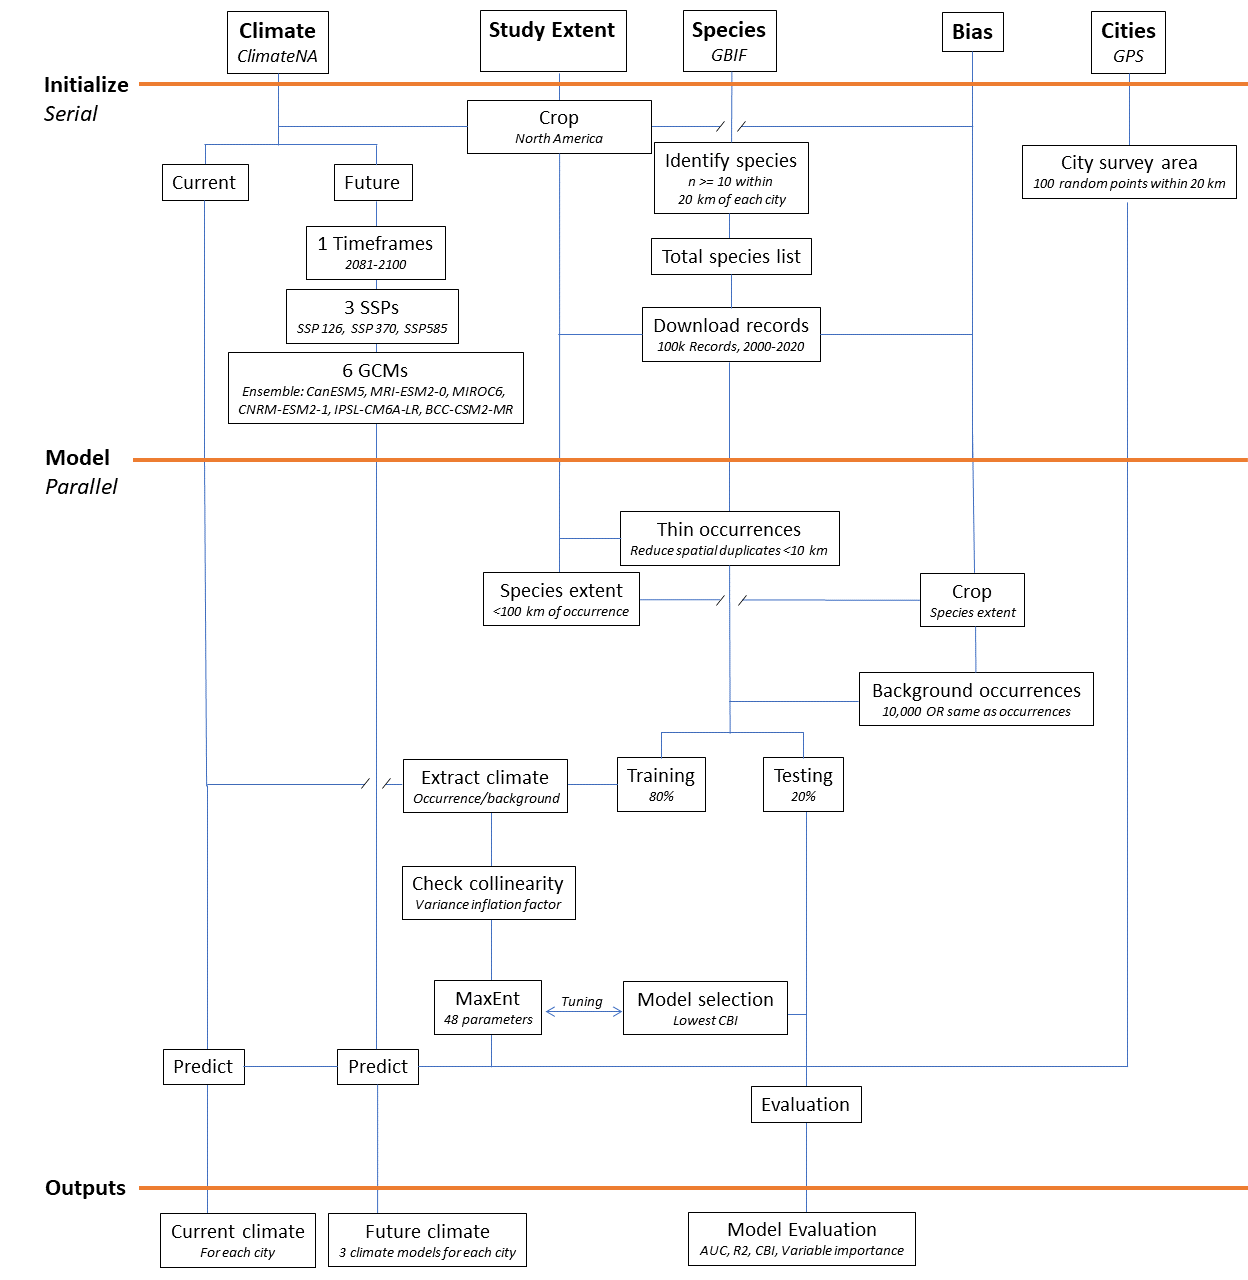 Climate
ClimateNA
Study Extent
Species
GBIF
Bias
Cities
GPS
Initialize
Serial
Crop
North America
Identify species
n >= 10 within
20 km of each city
City survey area
100 random points within 20 km
Current
Future
1 Timeframes
2081-2100
Total species list
3 SSPs
SSP 126, SSP 370, SSP585
Download records
100k Records, 2000-2020
6 GCMs
Ensemble: CanESM5, MRI-ESM2-0, MIROC6,
CNRM-ESM2-1, IPSL-CM6A-LR, BCC-CSM2-MR
Model
Parallel
Thin occurrences
Reduce spatial duplicates <10 km
Species extent
<100 km of occurrence
Crop
Species extent
Background occurrences
10,000 OR same as occurrences
Extract climate
Occurrence/background
Training
80%
Testing
20%
Check collinearity
Variance inflation factor
MaxEnt
48 parameters
Tuning
Model selection
Lowest CBI
Predict
Predict
Evaluation
Outputs
Current climate
For each city
Future climate
3 climate models for each city
Model Evaluation
AUC, R2, CBI, Variable importance